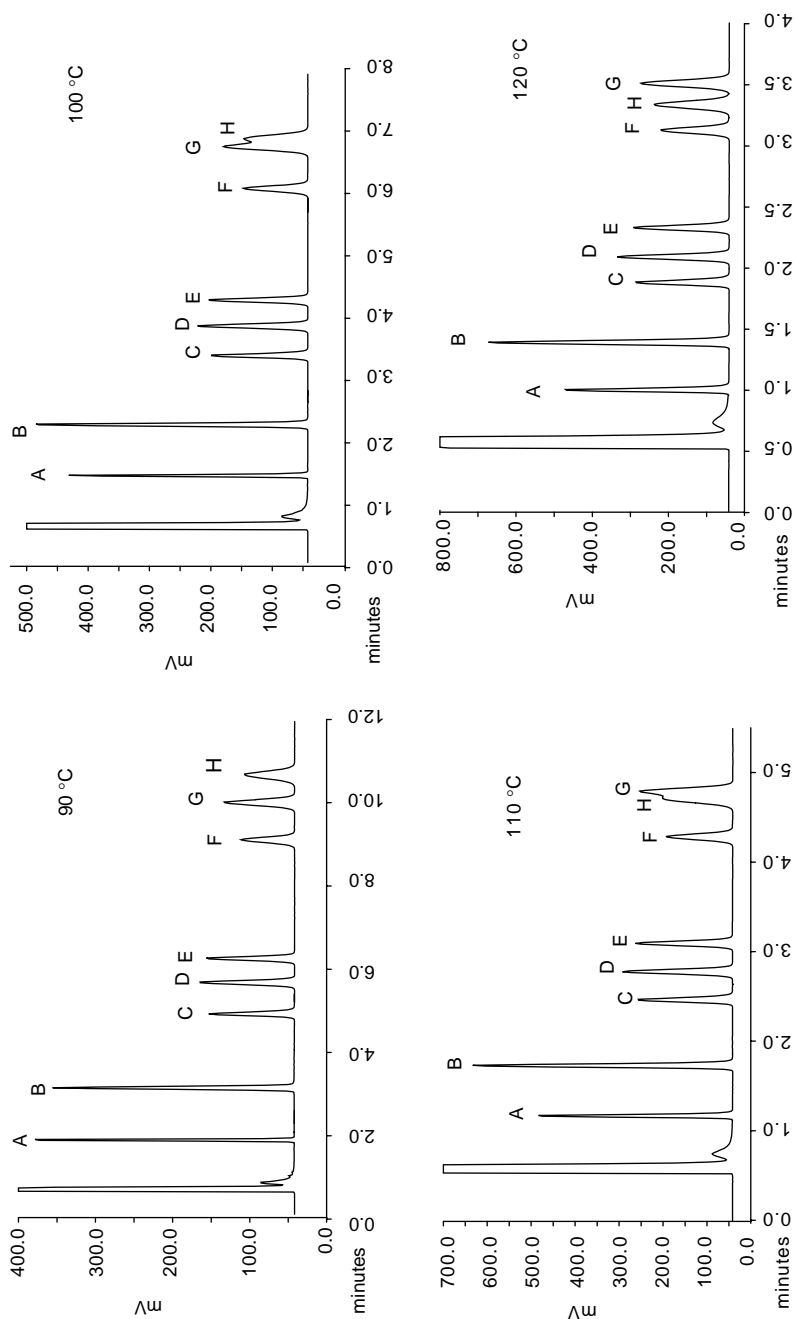 90 °C
400.0
300.0
200.0
100.0
0.0
mV
A
B
C
D
E
F
G
H
0.0 2.0 4.0 6.0 8.0 10.0 12.0
minutes
100 °C
500.0
400.0
300.0
200.0
100.0
0.0
mV
A
B
C
D
E
F
G
H
0.0 1.0 2.0 3.0 4.0 5.0 6.0 7.0 8.0
minutes
110 °C
700.0
500.0
300.0
100.0
0.0
mV
A
B
C
D
E
F
H
G
0.0 1.0 2.0 3.0 4.0 5.0
minutes
120 °C
800.0
600.0
400.0
200.0
0.0
mV
A
B
C
D
E
F
H
G
0.0 0.5 1.0 1.5 2.0 2.5 3.0 3.5 4.0
minutes